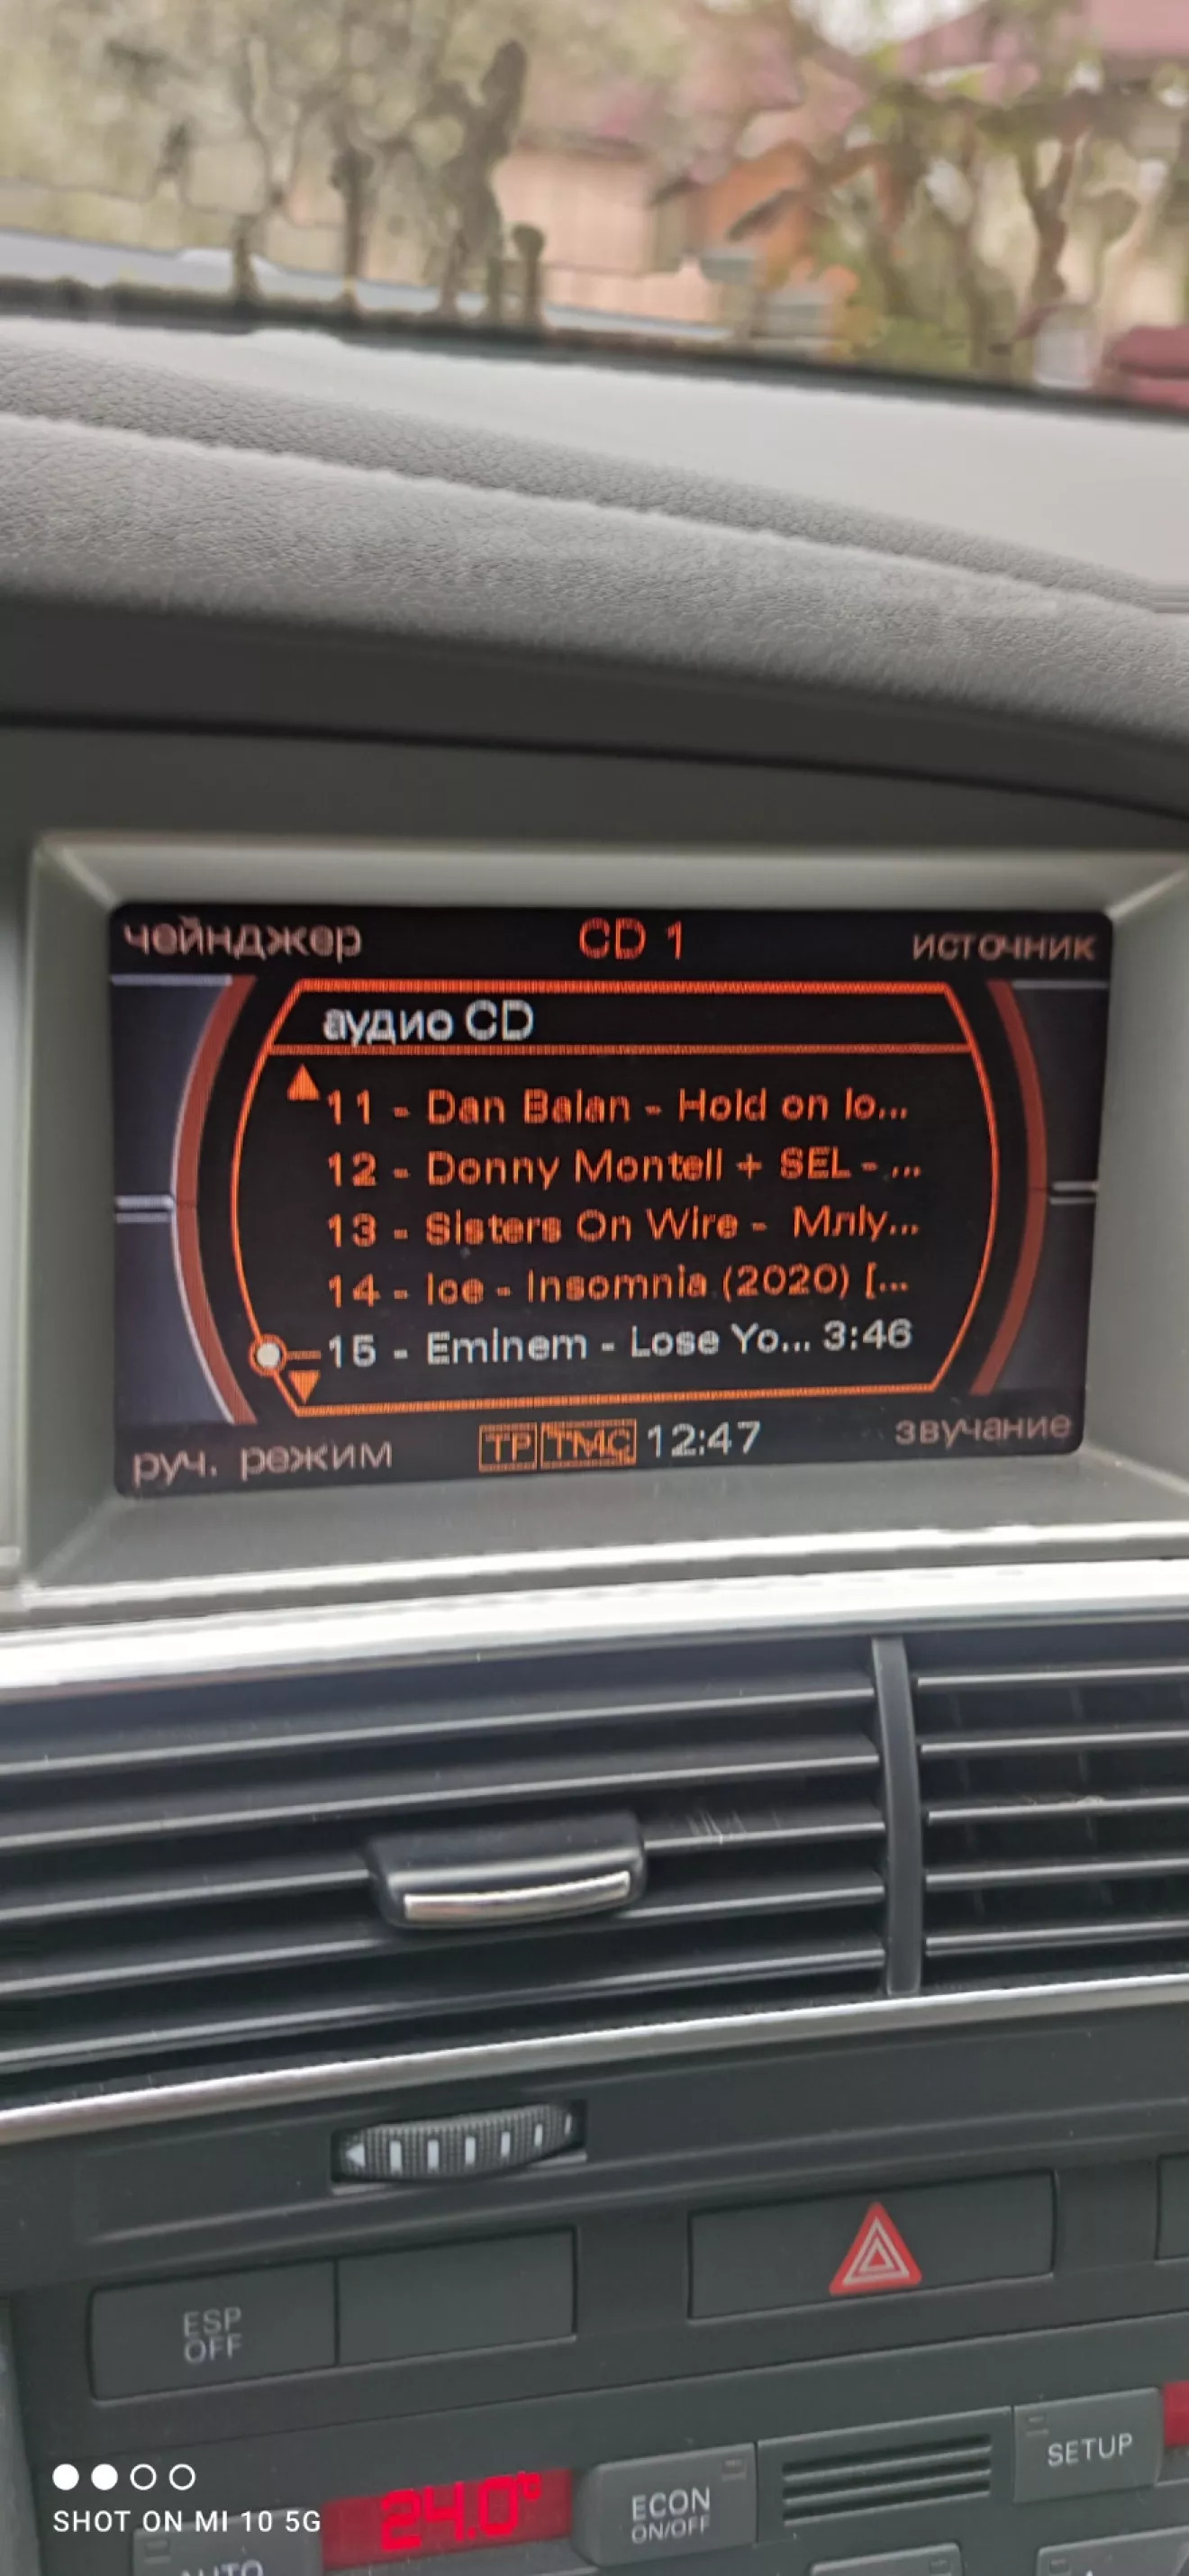 чейнджер CD 1 источник
аудио CD
11 - Dan Balan - Hold on lo...
12 - Donny Montell + SEL - ...
13 - Sisters On Wire - Млly...
14 - Ice - Insomnia (2020) [...
15 - Eminem - Lose Yo... 3:46
руч. режим TP TMC 12:47 звучание
ESP
OFF
SETUP
24.0°
ECON
ON/OFF
AUTO
SHOT ON MI 10 5G